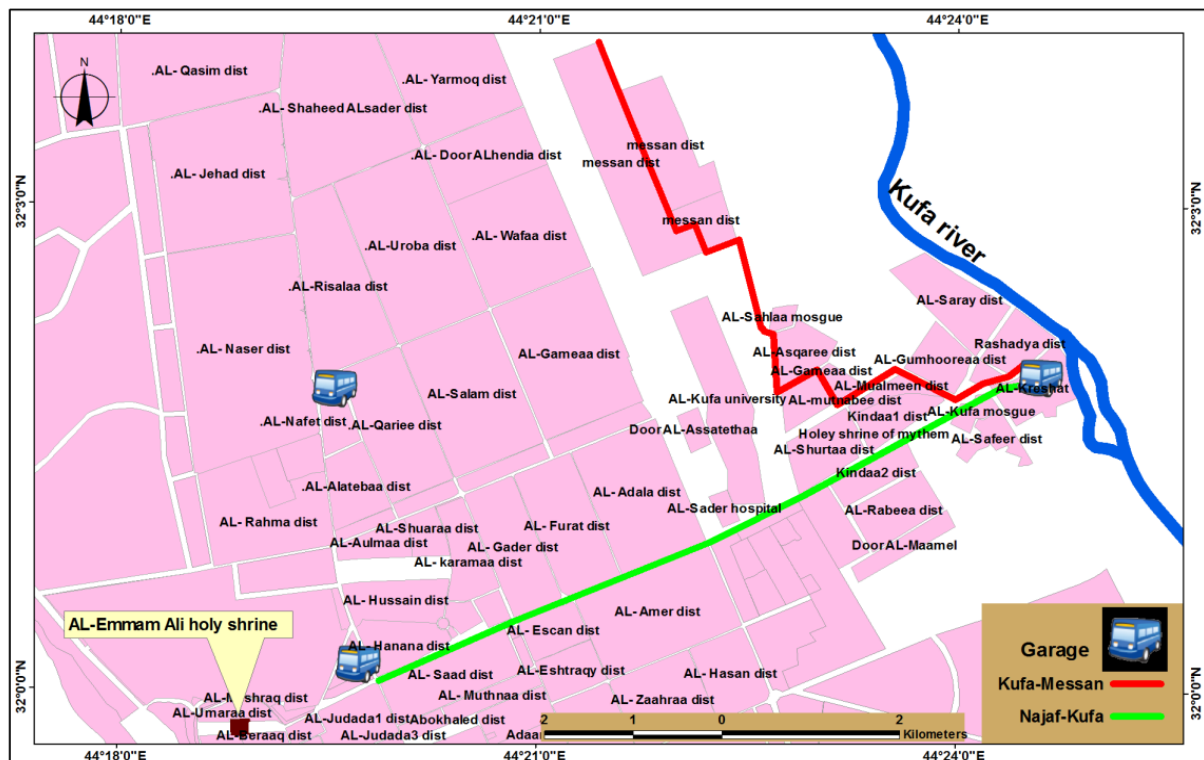 44°18'0"E
44°21'0"E
44°24'0"E
N
.AL- Qasim dist
.AL- Yarmoq dist
.AL- Shaheed ALsader dist
.AL- Door ALhendia dist
messan dist
messan dist
.AL- Jehad dist
32°3'0"N
32°3'0"N
Kufa river
messan dist
.AL- Wafaa dist
.AL-Uroba dist
.AL-Risalaa dist
AL-Saray dist
AL-Sahlaa mosgue
Rashadya dist
.AL- Naser dist
AL-Gameaa dist
AL-Asqaree dist
AL-Gumhooreaa dist
AL-Gameaa dist
AL-Mualmeen dist
AL-Kreshat
.AL-Salam dist
AL-Kufa university
AL-mutnabee dist
AL-Kufa mosgue
Kindaa1 dist
.AL-Nafet dist
.AL-Qariee dist
Door AL-Assatethaa
Holey shrine of mythem
AL-Safeer dist
AL-Shurtaa dist
Kindaa2 dist
.AL-Alatebaa dist
AL-Adala dist
AL-Sader hospital
AL-Rabeea dist
AL- Rahma dist
AL-Shuaraa dist
AL- Furat dist
AL-Aulmaa dist
AL- Gader dist
Door AL-Maamel
AL- karamaa dist
AL- Hussain dist
AL- Amer dist
AL-Emmam Ali holy shrine
AL- Escan dist
AL-Hanana dist
AL- Saad dist
AL-Eshtraqy dist
AL- Hasan dist
32°0'0"N
32°0'0"N
AL- Muthnaa dist
AL- Zaahraa dist
AL-Umaraa dist
AL-Judada1 dist
Abokhaled dist
AL-Beraaq dist
AL-Judada3 dist
Garage
Kufa-Messan
Najaf-Kufa
2
1
0
2
Kilometers
44°18'0"E
44°21'0"E
44°24'0"E